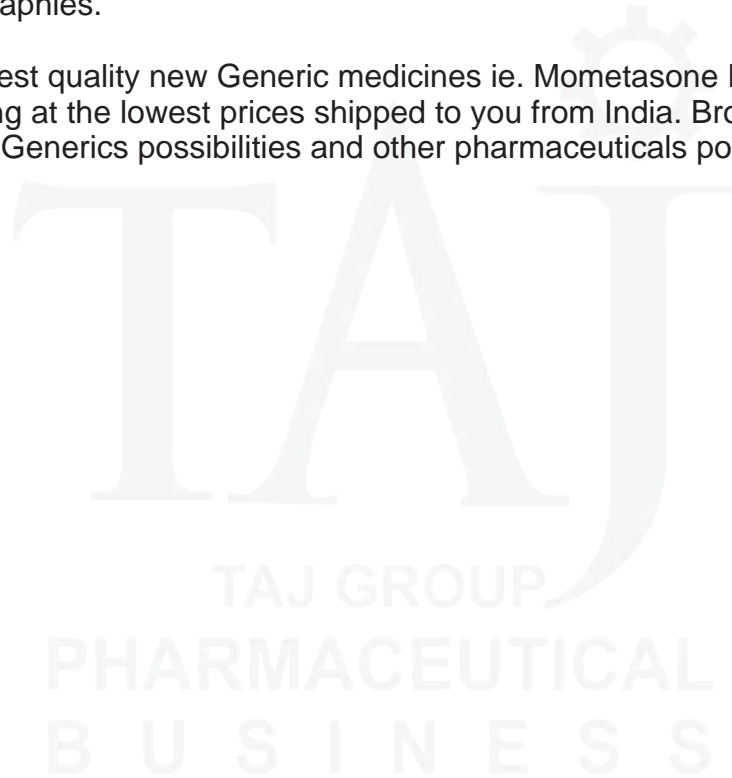 aphies.
est quality new Generic medicines ie. Mometasone
ng at the lowest prices shipped to you from India. Bro
Generics possibilities and other pharmaceuticals po
TAJ
TAJ GROUP
PHARMACEUTICAL
BUSINESS